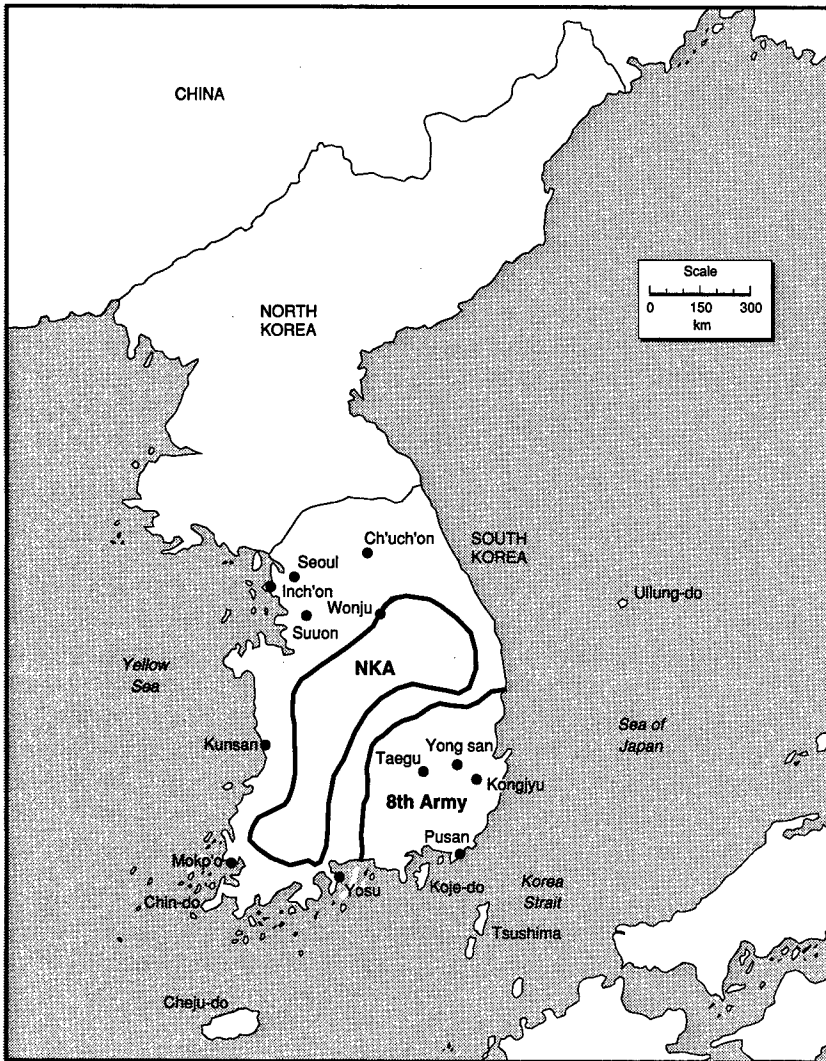 CHINA
Scale
0 150 300
km
NORTH
KOREA
Ch'uch'on
SOUTH
KOREA
Seoul
Inch'on
Ullung-do
Wonju
Suuon
NKA
Yellow
Sea
Sea of
Japan
Kunsan
Yong san
Taegu
Kongjyu
8th Army
Pusan
Mokp'o
Yosu
Koje-do
Korea
Strait
Chin-do
Tsushima
Cheju-do